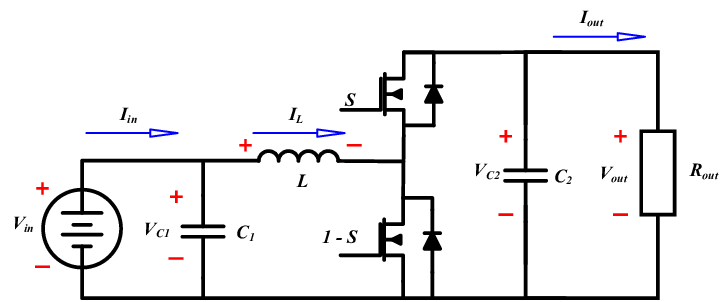 I_out
S
I_in
I_L
+ −
+
+
L
V_C2
C_2
V_out
R_out
+
+
V_in
V_C1
C_1
1 - S
−
−
−
−